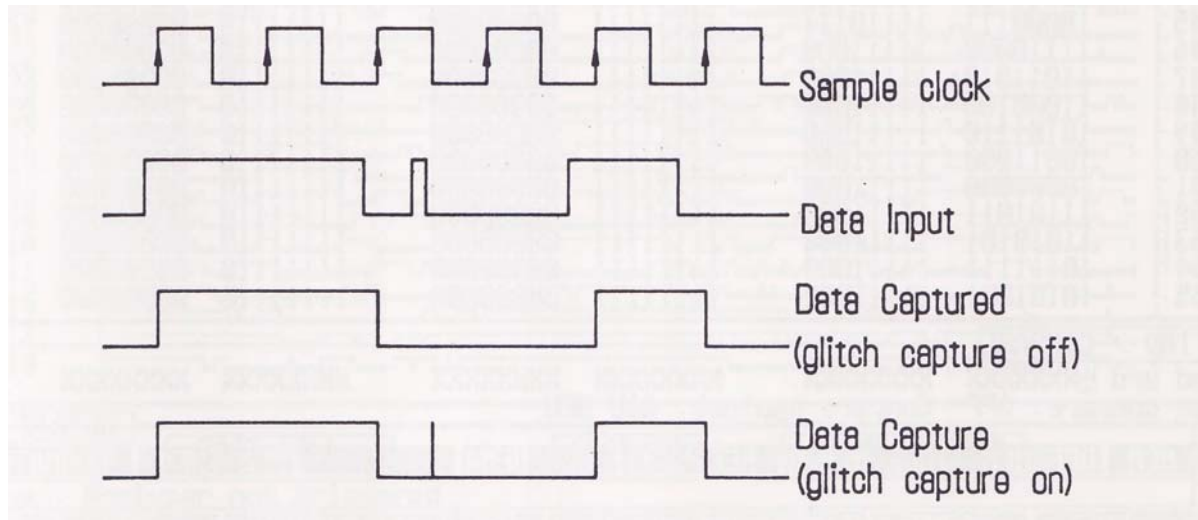 Sample clock
Data Input
Data Captured
(glitch capture off)
Data Capture
(glitch capture on)